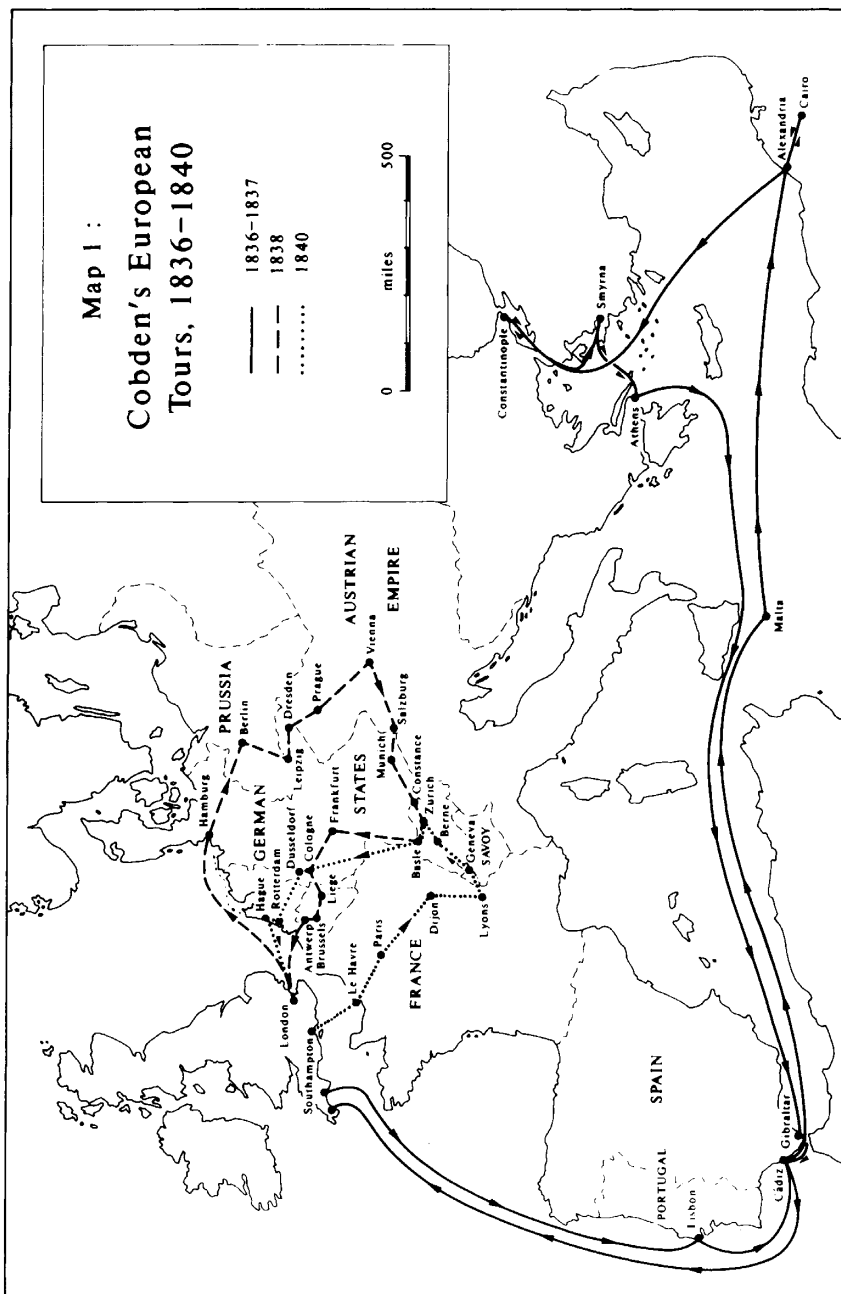 Map 1 :
Cobden's European
Tours, 1836–1840
1836–1837
1838
1840
miles
0
500
London
Southampton
Le Havre
Paris
FRANCE
Dijon
Lyons
Hague
Rotterdam
Antwerp
Brussels
Liege
Dusseldorf
Cologne
GERMAN
STATES
Frankfurt
Hamburg
PRUSSIA
Berlin
Leipzig
Dresden
Prague
AUSTRIAN
EMPIRE
Vienna
Salzburg
Munich
Constance
Zurich
Basle
Berne
Geneva
SAVOY
SPAIN
PORTUGAL
Lisbon
Cádiz
Gibraltar
Malta
Athens
Smyrna
Constantinople
Alexandria
Cairo